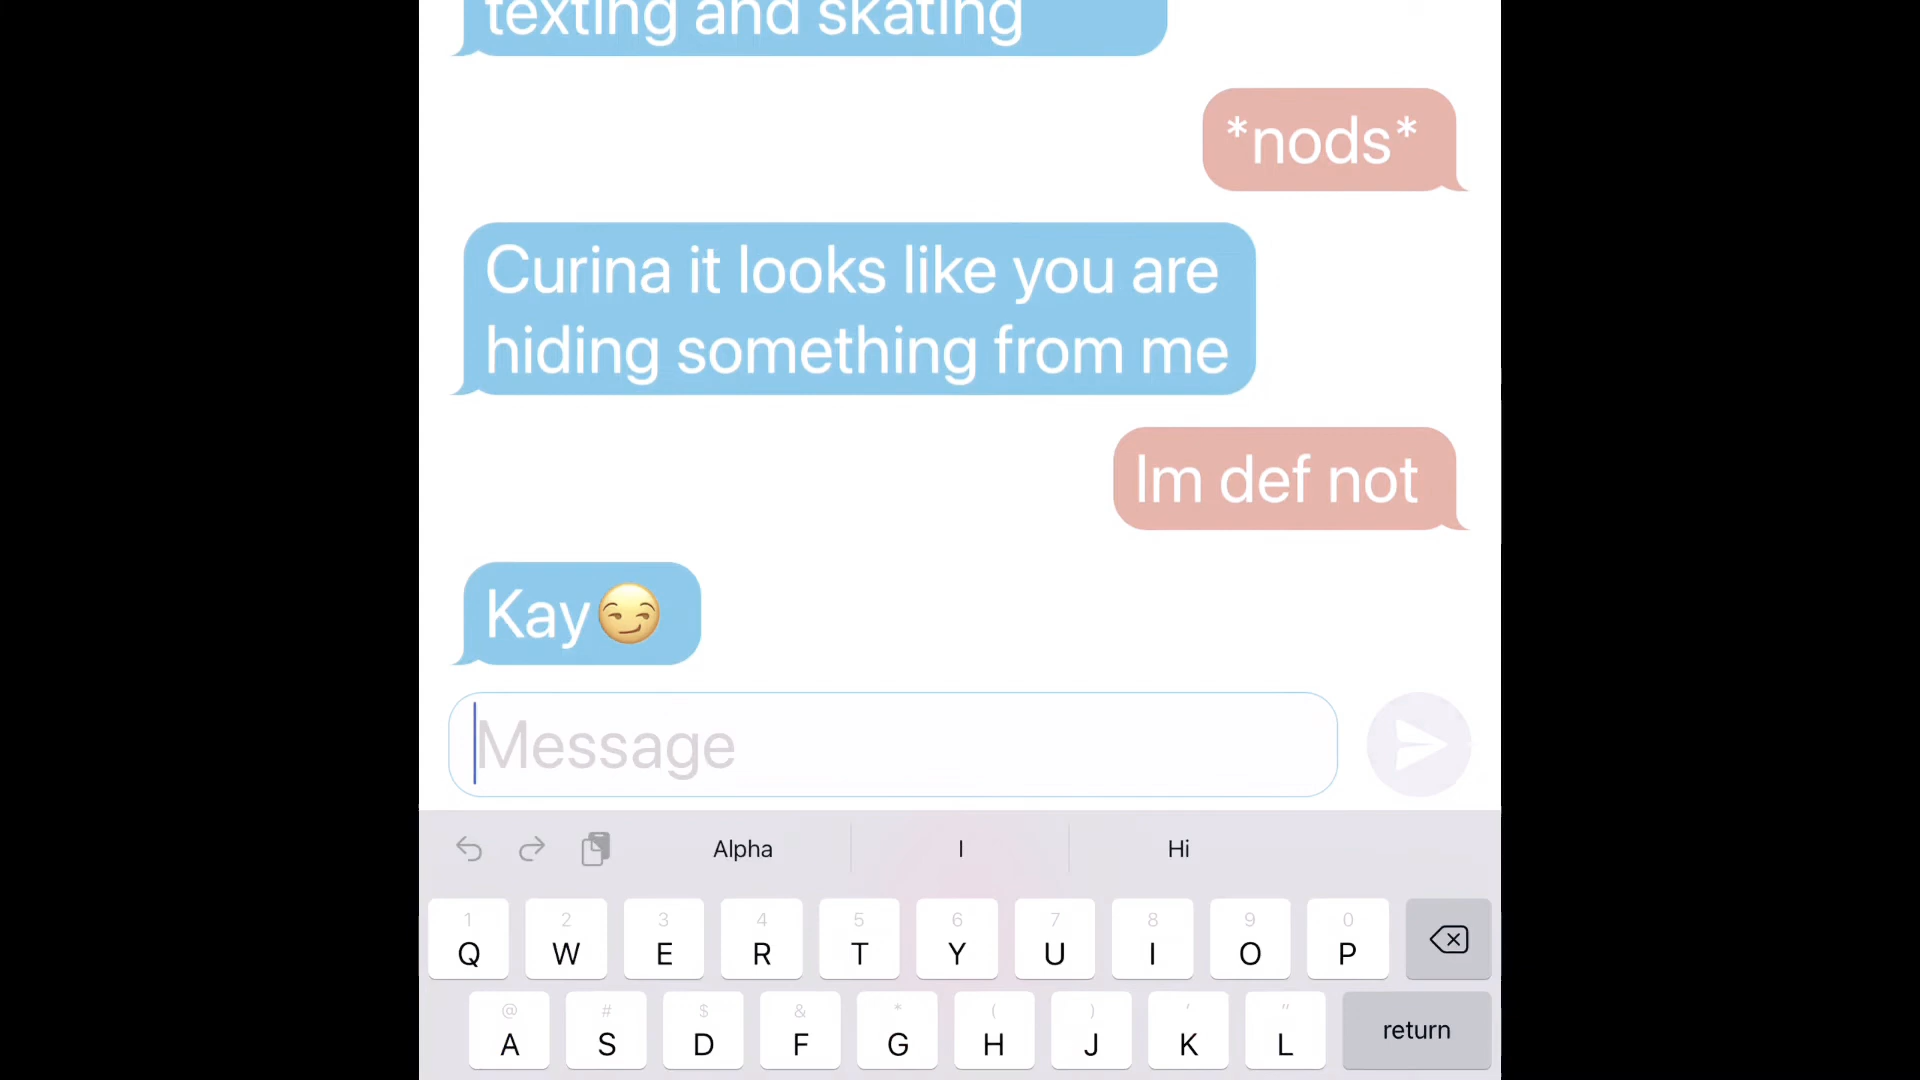 texting and skating
*nods*
Curina it looks like you are
hiding something from me
Im def not
Kay😏
Message
Alpha
I
Hi
1 2 3 4 5 6 7 8 9 0
Q W E R T Y U I O P
@ # $ & * ( ) ' "
A S D F G H J K L return